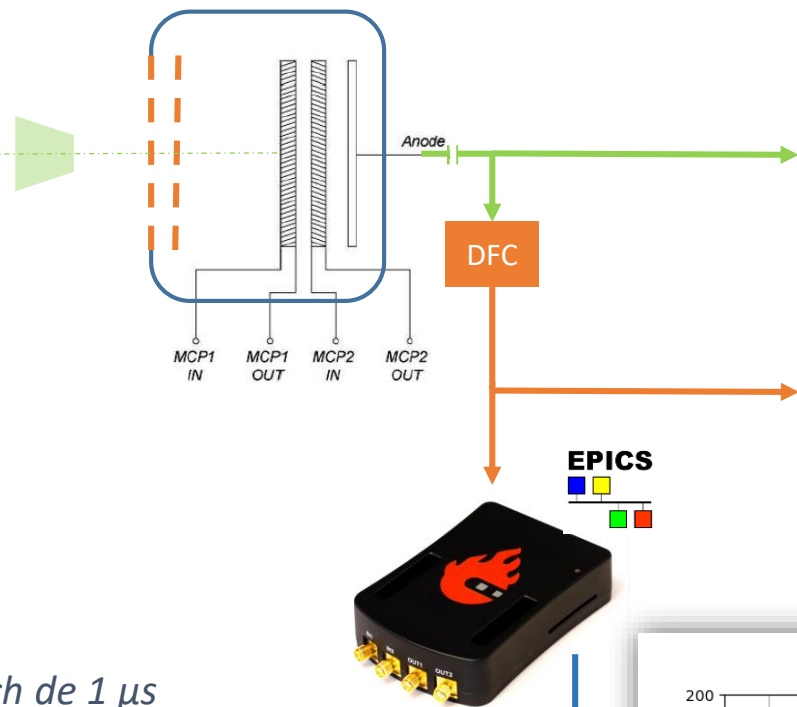 Anode
DFC
MCP1 MCP1 MCP2 MCP2
IN OUT IN OUT
EPICS
IN1 IN2 OUT1 OUT2
ch de 1 µs
200